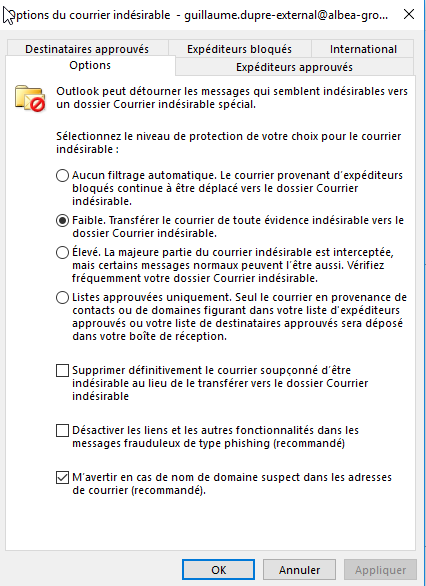 Options du courrier indésirable - guillaume.dupre-external@albea-gro...
Destinataires approuvés
Expéditeurs bloqués
International
Options
Expéditeurs approuvés
Outlook peut détourner les messages qui semblent indésirables vers
un dossier Courrier indésirable spécial.
Sélectionnez le niveau de protection de votre choix pour le courrier
indésirable :
Aucun filtrage automatique. Le courrier provenant d'expéditeurs
bloqués continue à être déplacé vers le dossier Courrier
indésirable.
Faible. Transférer le courrier de toute évidence indésirable vers le
dossier Courrier indésirable.
Élevé. La majeure partie du courrier indésirable est interceptée,
mais certains messages normaux peuvent l'être aussi. Vérifiez
fréquemment votre dossier Courrier indésirable.
Listes approuvées uniquement. Seul le courrier en provenance de
contacts ou de domaines figurant dans votre liste d'expéditeurs
approuvés ou votre liste de destinataires approuvés sera déposé
dans votre boîte de réception.
Supprimer définitivement le courrier soupçonné d'être
indésirable au lieu de le transférer vers le dossier Courrier
indésirable
Désactiver les liens et les autres fonctionnalités dans les
messages frauduleux de type phishing (recommandé)
M'avertir en cas de nom de domaine suspect dans les adresses
de courrier (recommandé).
OK
Annuler
Appliquer